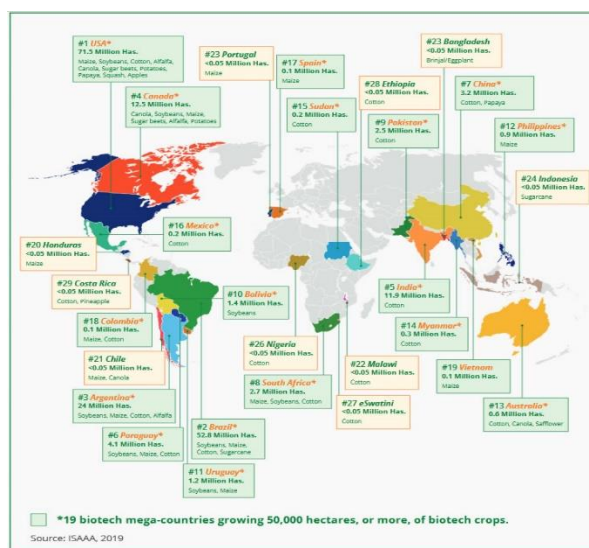 #1 USA*
71.5 Million Has.
Maize, Soybeans, Cotton, Alfalfa,
Canola, Sugar beets, Potatoes,
Papaya, Squash, Apples
#4 Canada*
12.5 Million Has.
Canola, Soybeans, Maize,
Sugar beets, Alfalfa, Potatoes
#23 Portugal
<0.05 Million Has.
Maize
#17 Spain*
0.1 Million Has.
Maize
#15 Sudan*
0.2 Million Has.
Cotton
#28 Ethiopia
<0.05 Million Has.
Cotton
#9 Pakistan*
2.5 Million Has.
Cotton
#23 Bangladesh
<0.05 Million Has.
Brinjal/Eggplant
#7 China*
3.2 Million Has.
Cotton, Papaya
#12 Philippines*
0.9 Million Has.
Maize
#24 Indonesia
<0.05 Million Has.
Sugarcane
#16 Mexico*
0.2 Million Has.
Cotton
#20 Honduras
<0.05 Million Has.
Maize
#29 Costa Rica
<0.05 Million Has.
Cotton, Pineapple
#10 Bolivia*
1.4 Million Has.
Soybeans
#18 Colombia*
0.1 Million Has.
Maize, Cotton
#21 Chile
<0.05 Million Has.
Maize, Canola
#3 Argentina*
24 Million Has.
Soybeans, Maize, Cotton, Alfalfa
#6 Paraguay*
4.1 Million Has.
Soybeans, Maize, Cotton
#2 Brazil*
52.8 Million Has.
Soybeans, Maize,
Cotton, Sugarcane
#11 Uruguay*
1.2 Million Has.
Soybeans, Maize
#26 Nigeria
<0.05 Million Has.
Cotton
#8 South Africa*
2.7 Million Has.
Maize, Soybeans, Cotton
#22 Malawi
<0.05 Million Has.
Cotton
#27 eSwatini
<0.05 Million Has.
Cotton
#5 India*
11.9 Million Has.
Cotton
#14 Myanmar*
0.3 Million Has.
Cotton
#19 Vietnam
0.1 Million Has.
Maize
#13 Australia*
0.6 Million Has.
Cotton, Canola, Safflower
*19 biotech mega-countries growing 50,000 hectares, or more, of biotech crops.
Source: ISAAA, 2019